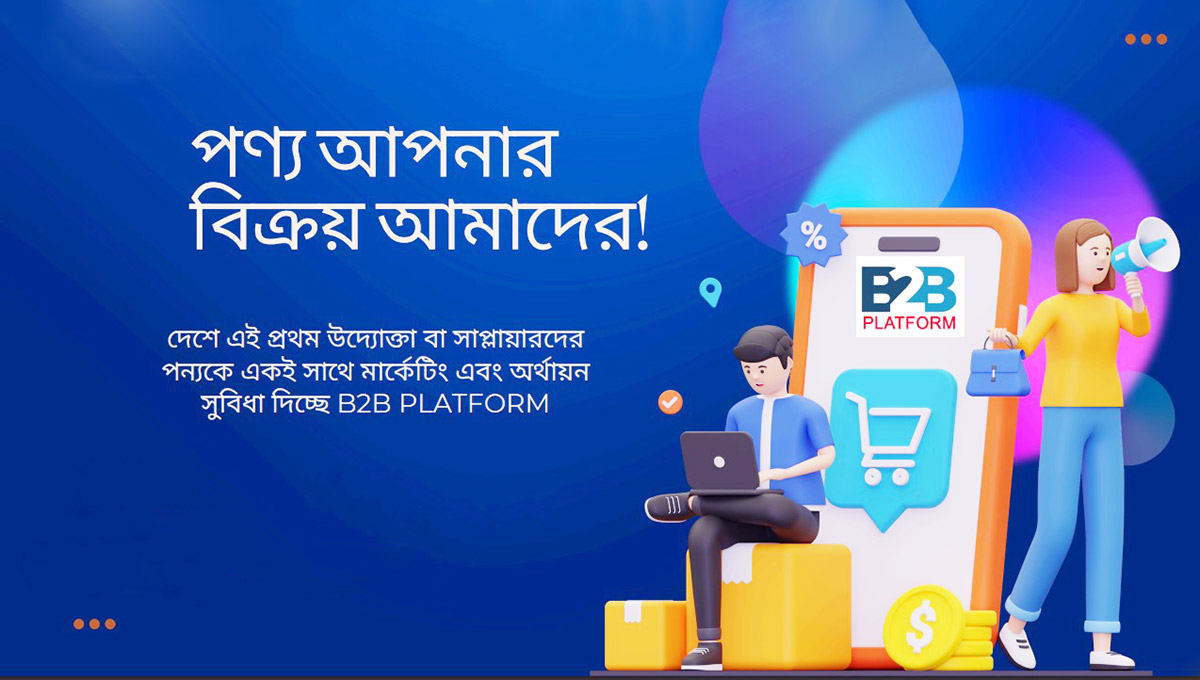 পণ্য আপনার
বিক্রয় আমাদের!
দেশে এই প্রথম উদ্যোক্তা বা সাপ্লায়ারদের
পন্যকে একই সাথে মার্কেটিং এবং অর্থায়ন
সুবিধা দিচ্ছে B2B PLATFORM
%
B2B
PLATFORM
$